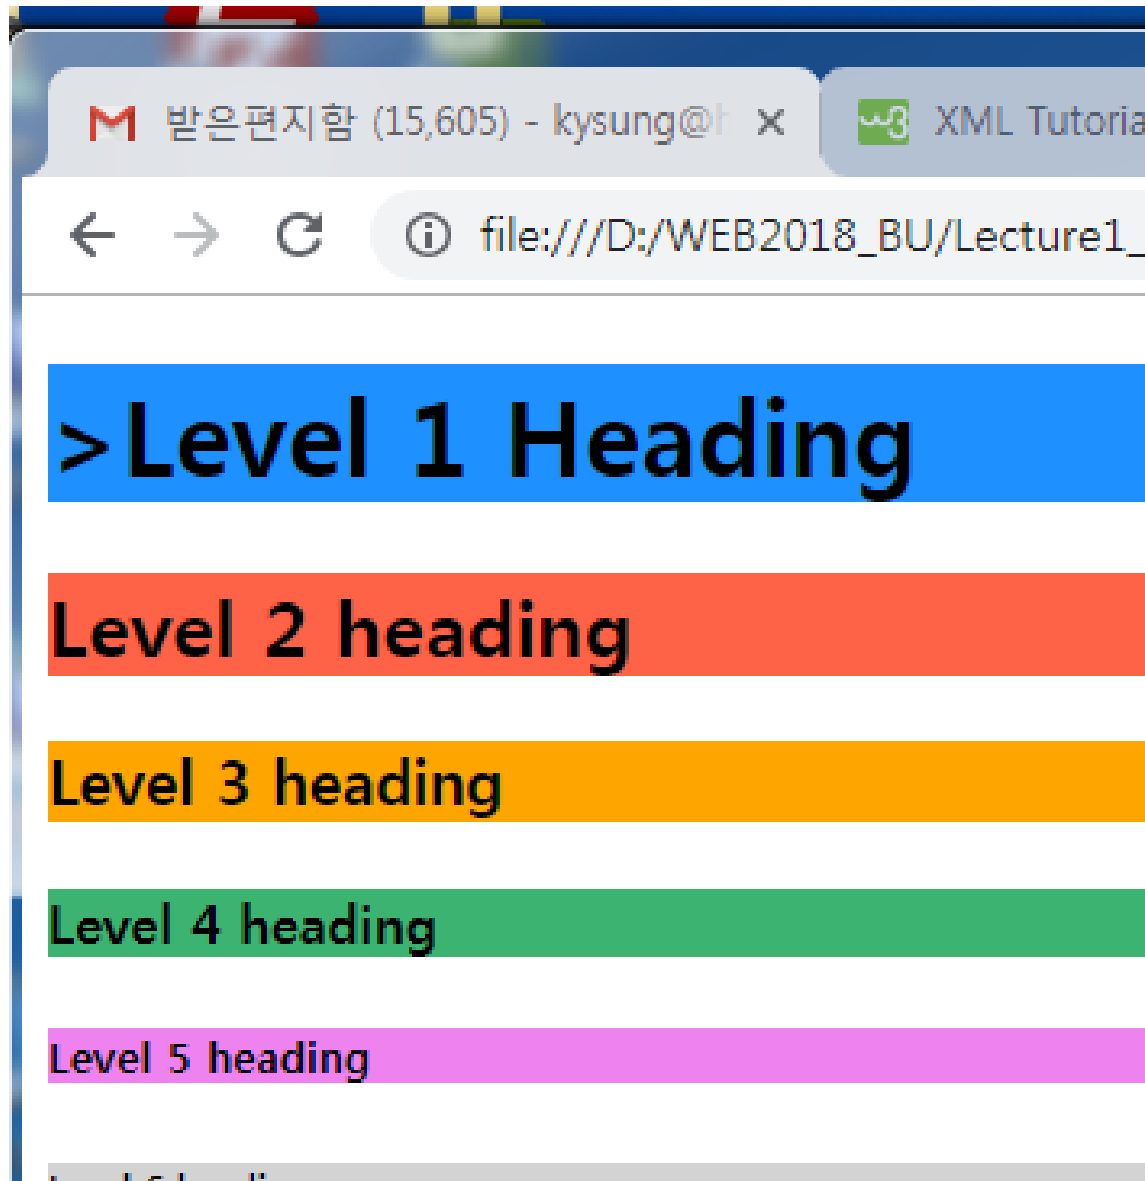 받은편지함 (15,605) - kysung@
XML Tutoria
file:///D:/WEB2018_BU/Lecture1_
>Level 1 Heading
Level 2 heading
Level 3 heading
Level 4 heading
Level 5 heading